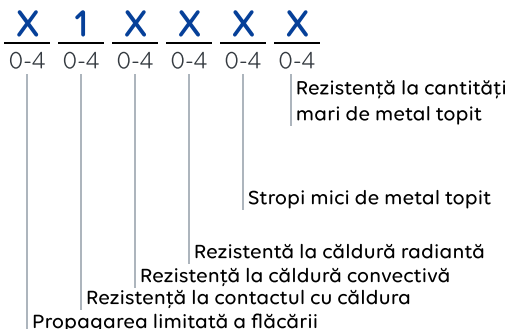 X 1 X X X X
0-4 0-4 0-4 0-4 0-4 0-4
Rezistență la cantități
mari de metal topit
Stropi mici de metal topit
Rezistentă la căldură radiantă
Rezistență la căldură convectivă
Rezistență la contactul cu căldura
Propagarea limitată a flăcării